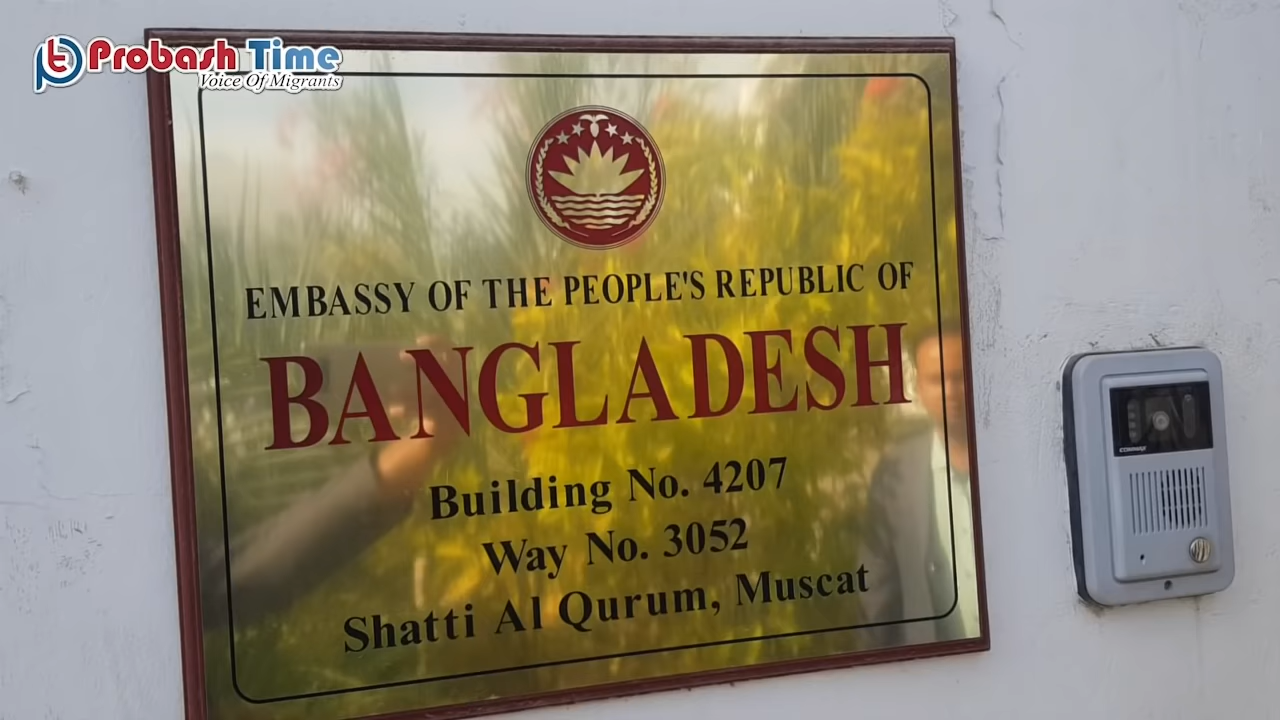 Probash Time
Voice Of Migrants
EMBASSY OF THE PEOPLE'S REPUBLIC OF
BANGLADESH
Building No. 4207
Way No. 3052
Shatti Al Qurum, Muscat
COMMAX